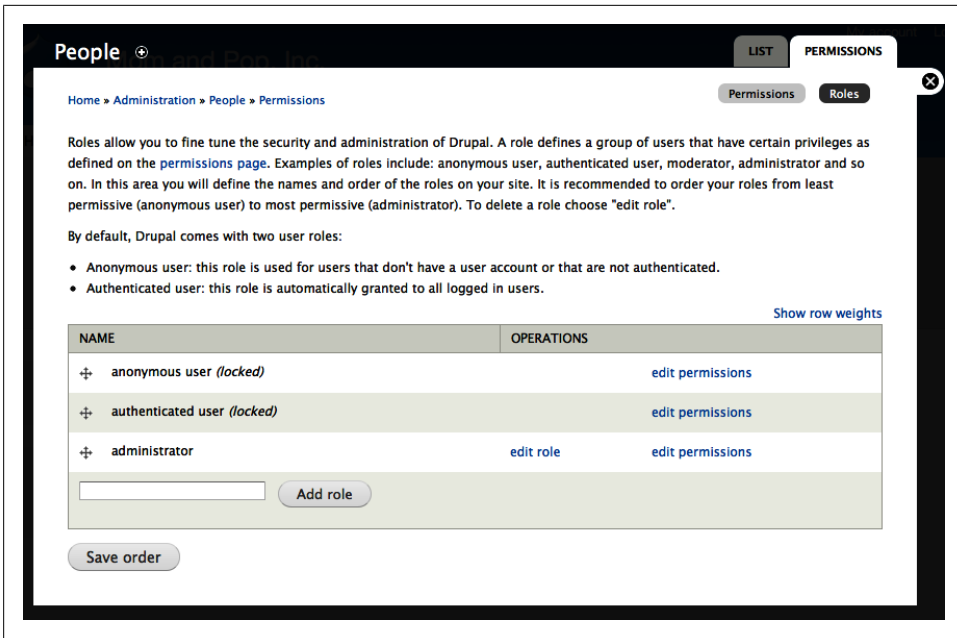 People
Mom and Pop, Inc
My account
LIST
PERMISSIONS
Home » Administration » People » Permissions
Permissions
Roles
Roles allow you to fine tune the security and administration of Drupal. A role defines a group of users that have certain privileges as
defined on the permissions page. Examples of roles include: anonymous user, authenticated user, moderator, administrator and so
on. In this area you will define the names and order of the roles on your site. It is recommended to order your roles from least
permissive (anonymous user) to most permissive (administrator). To delete a role choose "edit role".
By default, Drupal comes with two user roles:
• Anonymous user: this role is used for users that don't have a user account or that are not authenticated.
• Authenticated user: this role is automatically granted to all logged in users.
Show row weights
NAME OPERATIONS
anonymous user (locked) edit permissions
authenticated user (locked) edit permissions
administrator edit role edit permissions
Add role
Save order